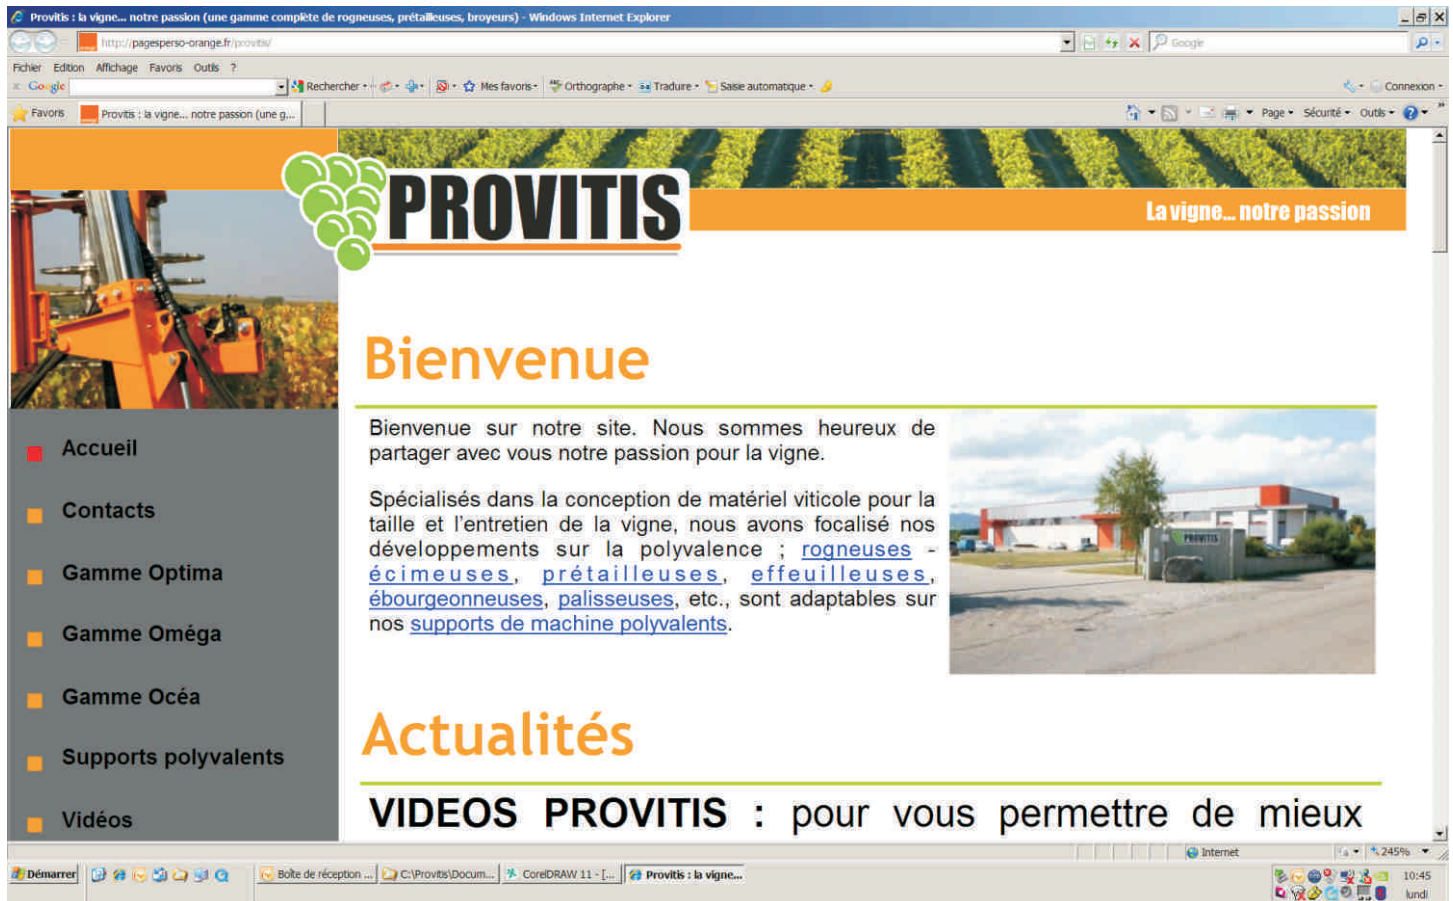 Provitis : la vigne... notre passion (une gamme complète de rogneuses, prétailleuses, broyeurs) - Windows Internet Explorer
http://pagesperso-orange.fr/provitis/
Google
Fichier Edition Affichage Favoris Outils ?
x Google Rechercher Mes favoris Orthographe Traduire Saisie automatique Connexion
Favoris Provitis : la vigne... notre passion (une g... Page Sécurité Outils
PROVITIS
La vigne... notre passion
Bienvenue
Bienvenue sur notre site. Nous sommes heureux de
partager avec vous notre passion pour la vigne.
Spécialisés dans la conception de matériel viticole pour la
taille et l'entretien de la vigne, nous avons focalisé nos
développements sur la polyvalence ; rogneuses -
écimeuses, prétailleuses, effeuilleuses,
ébourgeonneuses, palisseuses, etc., sont adaptables sur
nos supports de machine polyvalents.
PROVITIS
Accueil
Contacts
Gamme Optima
Gamme Oméga
Gamme Océa
Supports polyvalents
Vidéos
Actualités
VIDEOS PROVITIS : pour vous permettre de mieux
Internet 245%
Démarrer Boîte de réception ... C:\Provitis\Docum... CorelDRAW 11 - [... Provitis : la vigne... 10:45
lundi